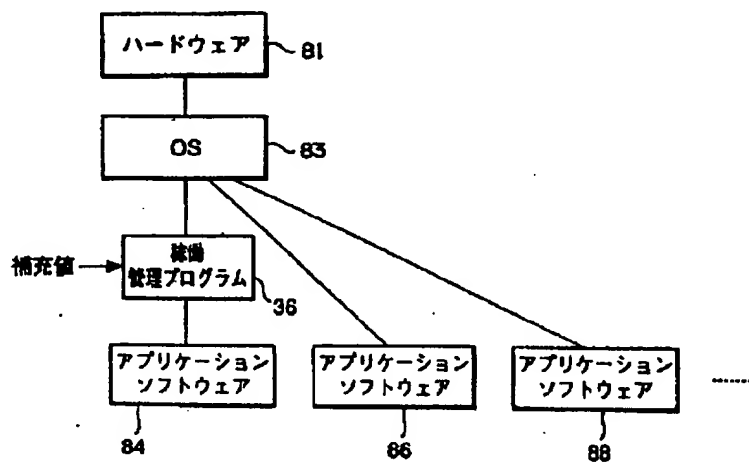 ハードウェア
81
OS
83
補充値
稼働
管理プログラム
36
アプリケーション
ソフトウェア
84
アプリケーション
ソフトウェア
86
アプリケーション
ソフトウェア
88